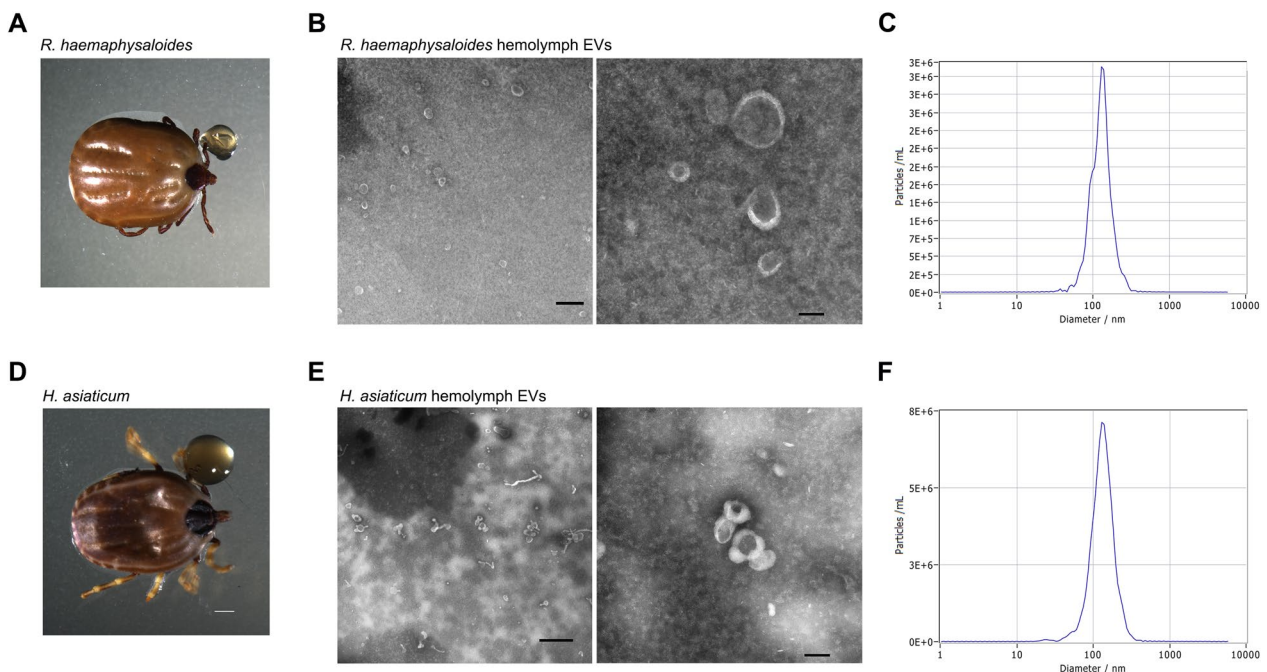 A
R. haemaphysaloides
B
R. haemaphysaloides hemolymph EVs
C
3E+6
3E+6
3E+6
3E+6
2E+6
2E+6
2E+6
2E+6
1E+6
1E+6
7E+5
5E+5
2E+5
0E+0
Particles /mL
1 10 100 1000 10000
Diameter / nm
D
H. asiaticum
E
H. asiaticum hemolymph EVs
F
8E+6
5E+6
3E+6
0E+0
Particles /mL
1 10 100 1000 10000
Diameter / nm